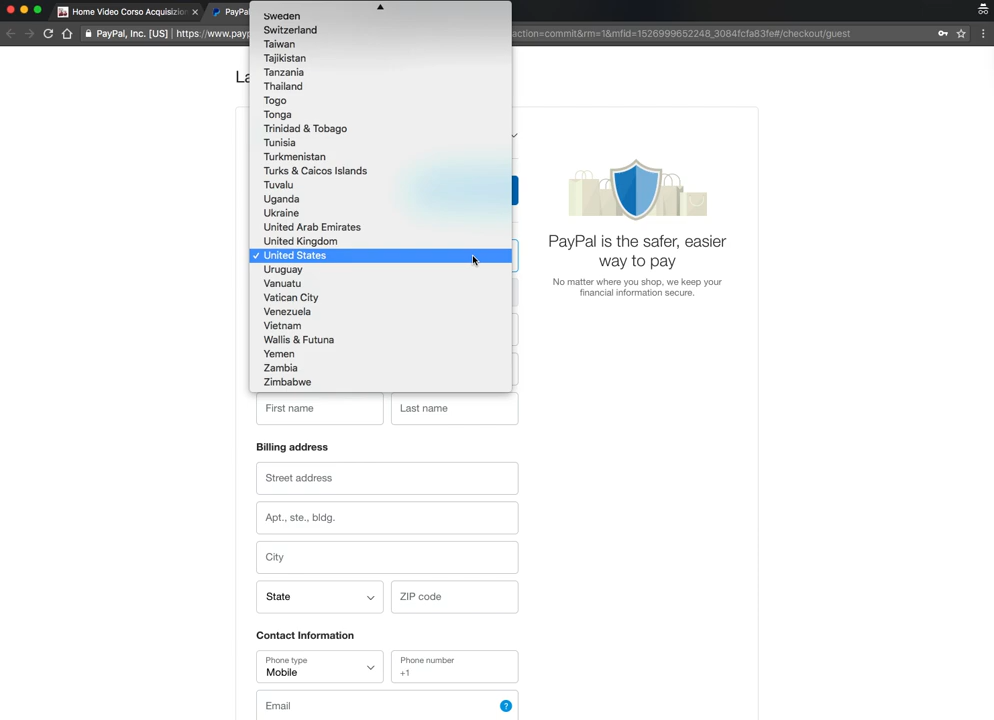 Home Video Corso Acquisizion
PayPa
PayPal, Inc. [US] | https://www.payp
action=commit&rm=1&mfid=1526999652248_3084fcfa83fe#/checkout/guest
La
Sweden
Switzerland
Taiwan
Tajikistan
Tanzania
Thailand
Togo
Tonga
Trinidad & Tobago
Tunisia
Turkmenistan
Turks & Caicos Islands
Tuvalu
Uganda
Ukraine
United Arab Emirates
United Kingdom
✓ United States
Uruguay
Vanuatu
Vatican City
Venezuela
Vietnam
Wallis & Futuna
Yemen
Zambia
Zimbabwe
PayPal is the safer, easier
way to pay
No matter where you shop, we keep your
financial information secure.
First name
Last name
Billing address
Street address
Apt., ste., bldg.
City
State
ZIP code
Contact Information
Phone type
Mobile
Phone number
+1
Email
?